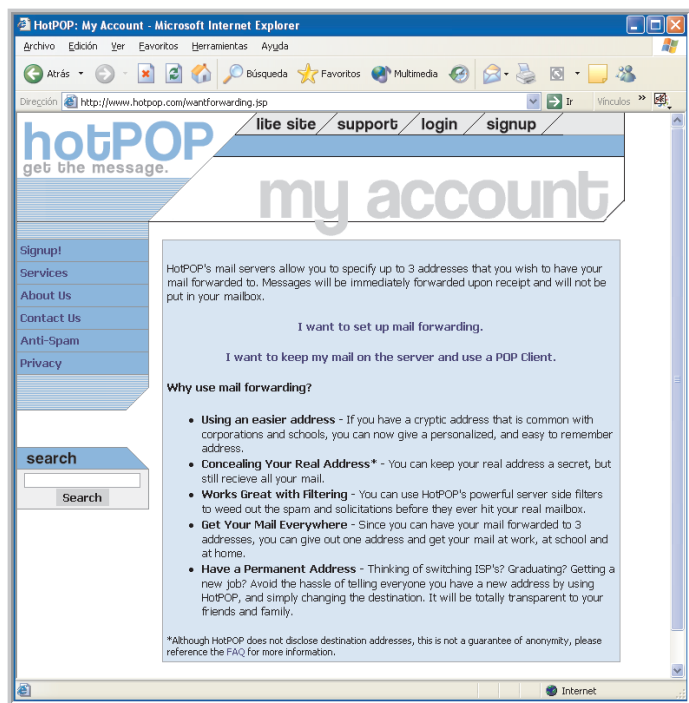 HotPOP: My Account - Microsoft Internet Explorer
Archivo Edición Ver Favoritos Herramientas Ayuda
Atrás Búsqueda Favoritos Multimedia
Dirección http://www.hotpop.com/wantforwarding.jsp Ir Vínculos »
hotPOP
get the message.
lite site support login signup
my account
Signup!
Services
About Us
Contact Us
Anti-Spam
Privacy
search
Search
HotPOP's mail servers allow you to specify up to 3 addresses that you wish to have your
mail forwarded to. Messages will be immediately forwarded upon receipt and will not be
put in your mailbox.
I want to set up mail forwarding.
I want to keep my mail on the server and use a POP Client.
Why use mail forwarding?
• Using an easier address - If you have a cryptic address that is common with
corporations and schools, you can now give a personalized, and easy to remember
address.
• Concealing Your Real Address* - You can keep your real address a secret, but
still recieve all your mail.
• Works Great with Filtering - You can use HotPOP's powerful server side filters
to weed out the spam and solicitations before they ever hit your real mailbox.
• Get Your Mail Everywhere - Since you can have your mail forwarded to 3
addresses, you can give out one address and get your mail at work, at school and
at home.
• Have a Permanent Address - Thinking of switching ISP's? Graduating? Getting a
new job? Avoid the hassle of telling everyone you have a new address by using
HotPOP, and simply changing the destination. It will be totally transparent to your
friends and family.
*Although HotPOP does not disclose destination addresses, this is not a guarantee of anonymity, please
reference the FAQ for more information.
Internet